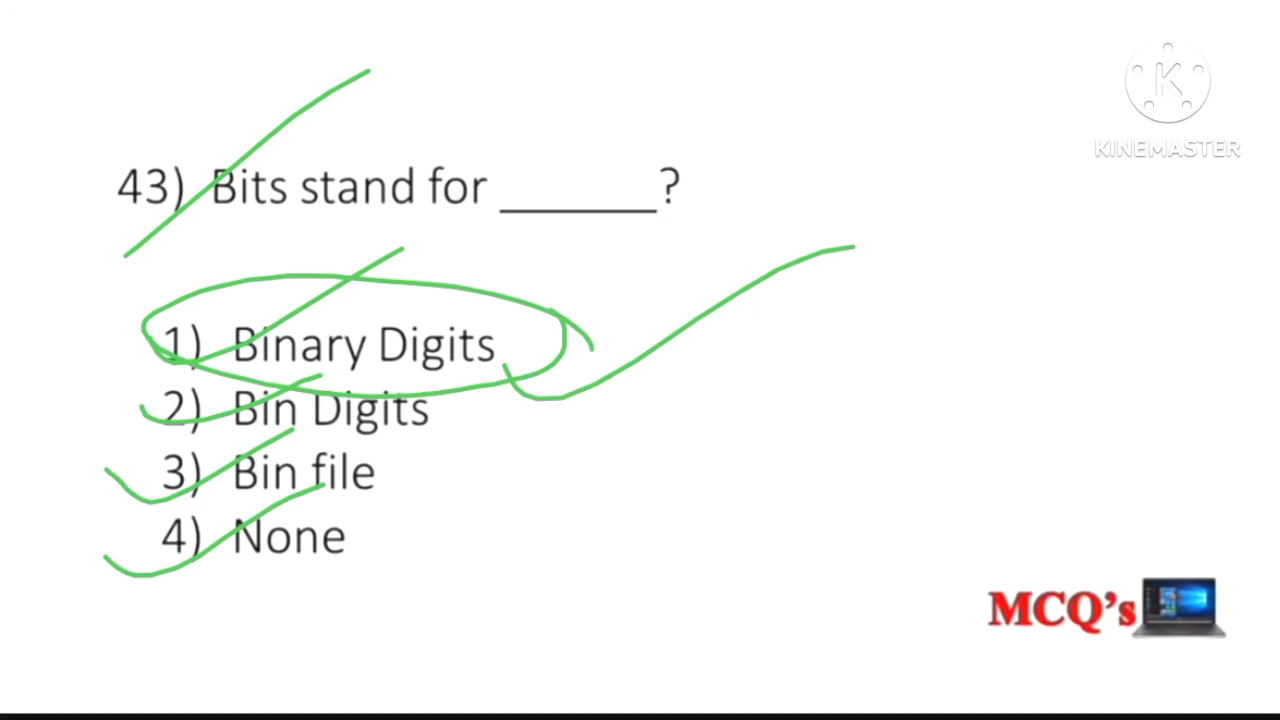 KINEMASTER
43) Bits stand for _______?
1) Binary Digits
2) Bin Digits
3) Bin file
4) None
MCQ's